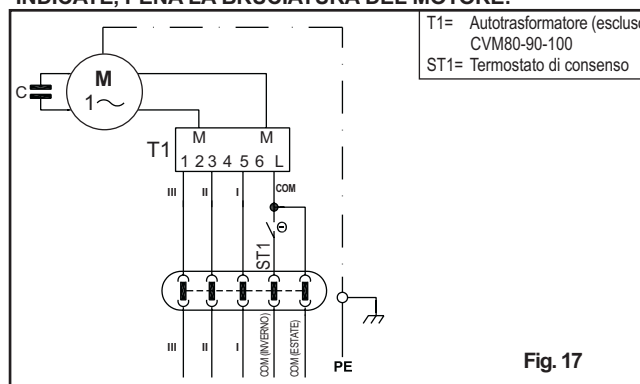 INDICATE, PENA LA BRUCIATURA DEL MOTORE.
T1= Autotrasformatore (escluso
CVM80-90-100
ST1= Termostato di consenso
C
M
1~
T1
M M
1 2 3 4 5 6 L
III II I COM
ST1
III II I COM (INVERNO) COM (ESTATE)
PE
Fig. 17